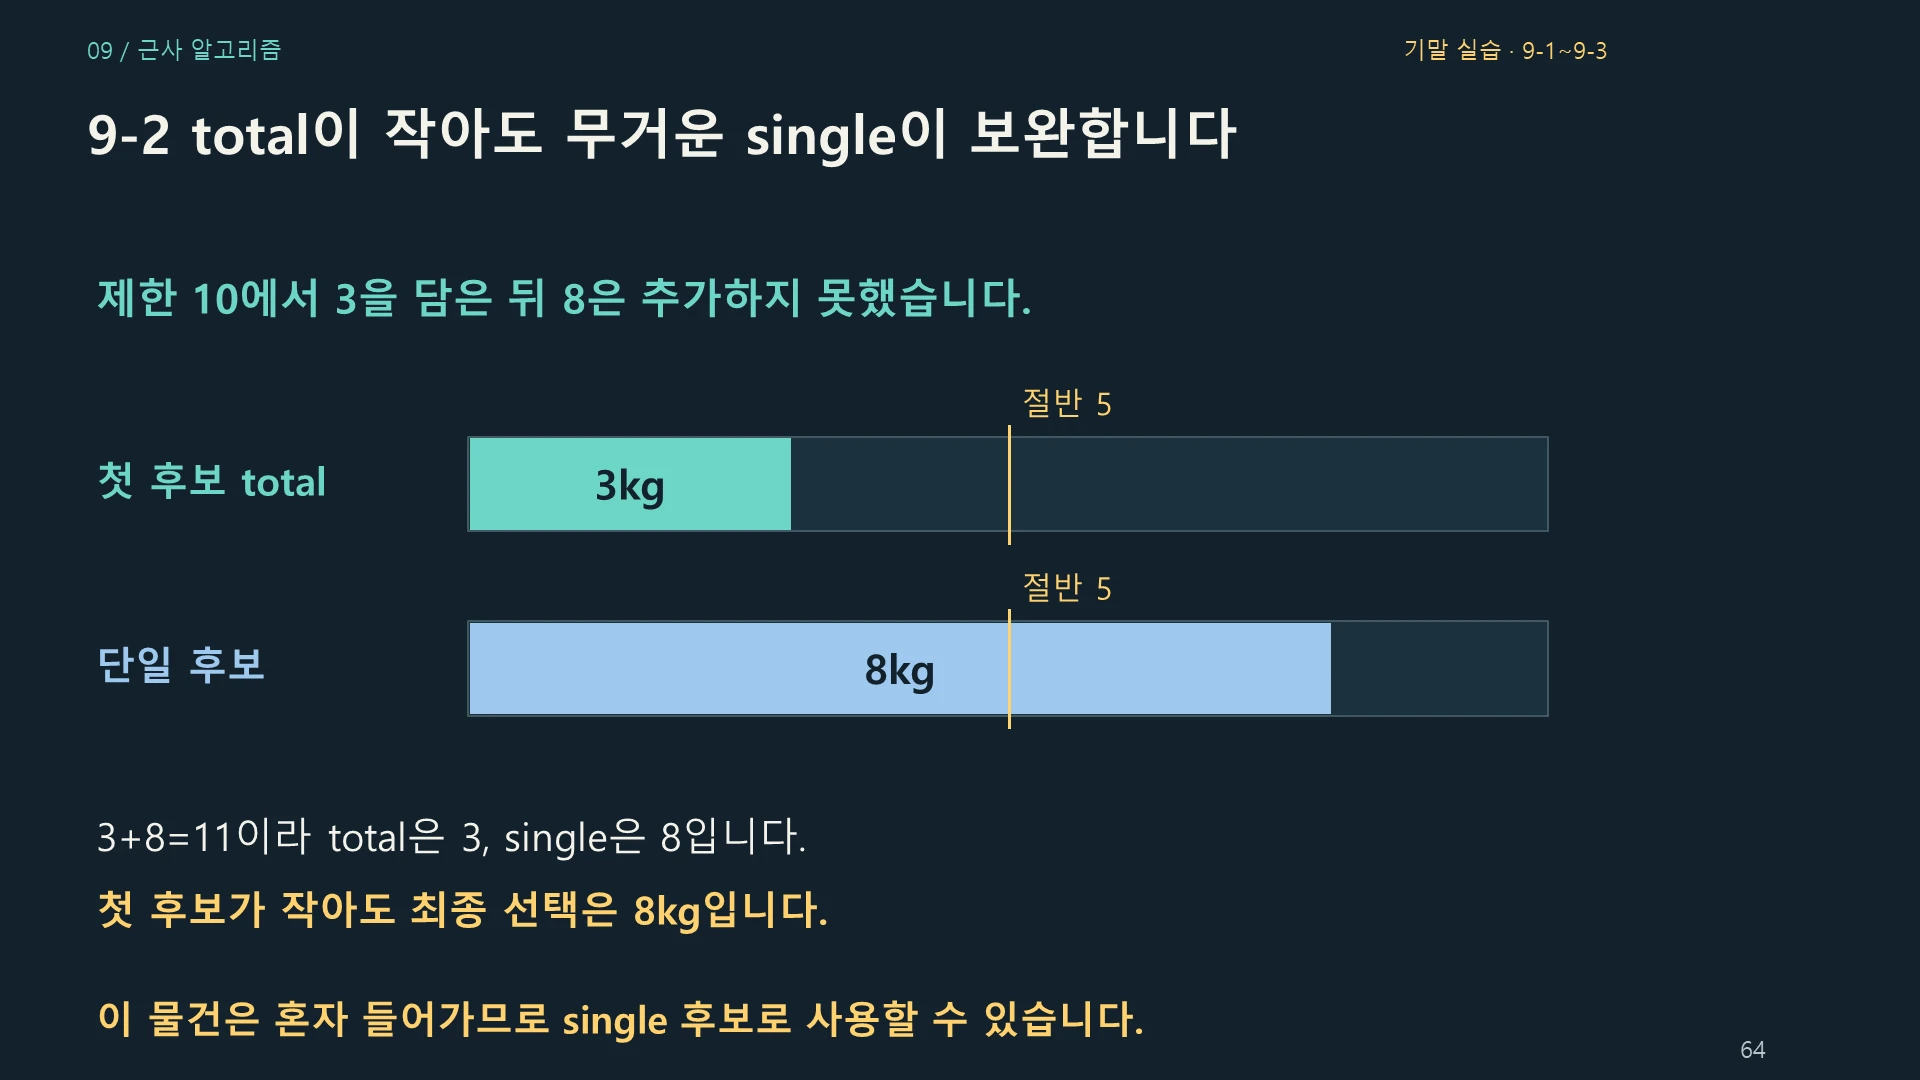 09 / 근사 알고리즘
기말 실습 · 9-1~9-3
9-2 total이 작아도 무거운 single이 보완합니다
제한 10에서 3을 담은 뒤 8은 추가하지 못했습니다.
절반 5
첫 후보 total
3kg
절반 5
단일 후보
8kg
3+8=11이라 total은 3, single은 8입니다.
첫 후보가 작아도 최종 선택은 8kg입니다.
이 물건은 혼자 들어가므로 single 후보로 사용할 수 있습니다.
64